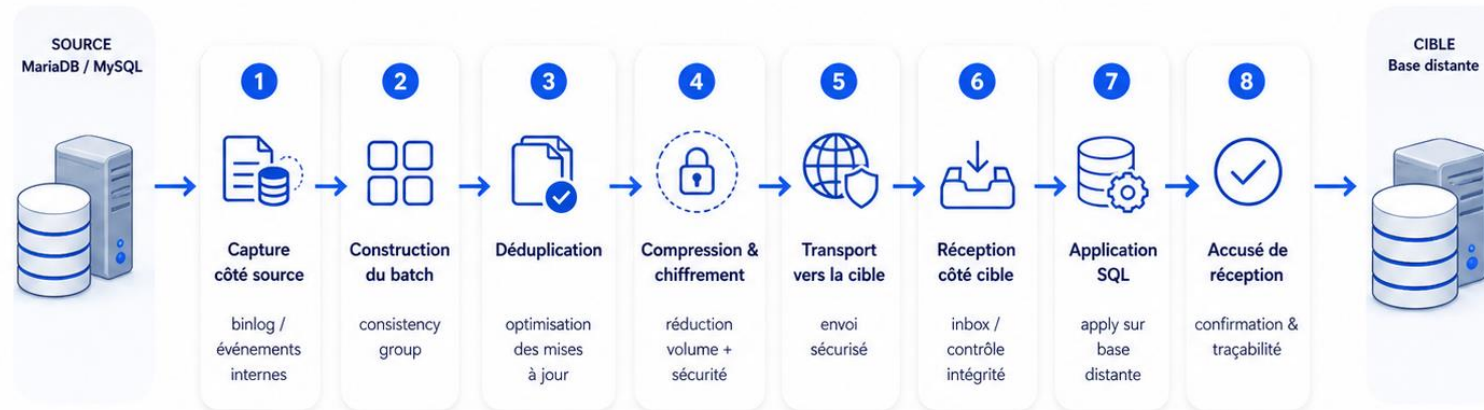 SOURCE
MariaDB / MySQL
1
Capture
côté source
binlog /
événements
internes
2
Construction
du batch
consistency
group
3
Déduplication
optimisation
des mises
à jour
4
Compression &
chiffrement
réduction
volume +
sécurité
5
Transport
vers la cible
envoi
sécurisé
6
Réception
côté cible
inbox /
contrôle
intégrité
7
Application
SQL
apply sur
base
distante
8
Accusé de
réception
confirmation &
traçabilité
CIBLE
Base distante